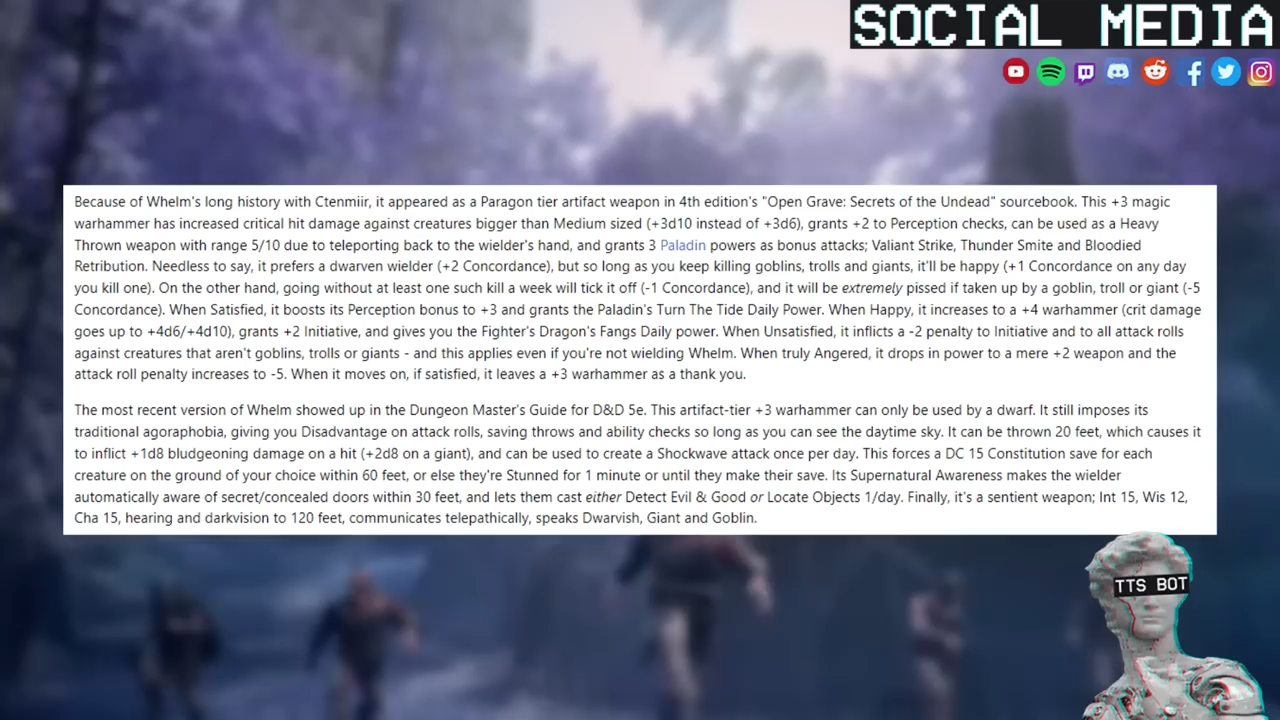 SOCIAL MEDIA
Because of Whelm's long history with Ctenmiir, it appeared as a Paragon tier artifact weapon in 4th edition's "Open Grave: Secrets of the Undead" sourcebook. This +3 magic
warhammer has increased critical hit damage against creatures bigger than Medium sized (+3d10 instead of +3d6), grants +2 to Perception checks, can be used as a Heavy
Thrown weapon with range 5/10 due to teleporting back to the wielder's hand, and grants 3 Paladin powers as bonus attacks; Valiant Strike, Thunder Smite and Bloodied
Retribution. Needless to say, it prefers a dwarven wielder (+2 Concordance), but so long as you keep killing goblins, trolls and giants, it'll be happy (+1 Concordance on any day
you kill one). On the other hand, going without at least one such kill a week will tick it off (-1 Concordance), and it will be extremely pissed if taken up by a goblin, troll or giant (-5
Concordance). When Satisfied, it boosts its Perception bonus to +3 and grants the Paladin's Turn The Tide Daily Power. When Happy, it increases to a +4 warhammer (crit damage
goes up to +4d6/+4d10), grants +2 Initiative, and gives you the Fighter's Dragon's Fangs Daily power. When Unsatisfied, it inflicts a -2 penalty to Initiative and to all attack rolls
against creatures that aren't goblins, trolls or giants - and this applies even if you're not wielding Whelm. When truly Angered, it drops in power to a mere +2 weapon and the
attack roll penalty increases to -5. When it moves on, if satisfied, it leaves a +3 warhammer as a thank you.
The most recent version of Whelm showed up in the Dungeon Master's Guide for D&D 5e. This artifact-tier +3 warhammer can only be used by a dwarf. It still imposes its
traditional agoraphobia, giving you Disadvantage on attack rolls, saving throws and ability checks so long as you can see the daytime sky. It can be thrown 20 feet, which causes it
to inflict +1d8 bludgeoning damage on a hit (+2d8 on a giant), and can be used to create a Shockwave attack once per day. This forces a DC 15 Constitution save for each
creature on the ground of your choice within 60 feet, or else they're Stunned for 1 minute or until they make their save. Its Supernatural Awareness makes the wielder
automatically aware of secret/concealed doors within 30 feet, and lets them cast either Detect Evil & Good or Locate Objects 1/day. Finally, it's a sentient weapon; Int 15, Wis 12,
Cha 15, hearing and darkvision to 120 feet, communicates telepathically, speaks Dwarvish, Giant and Goblin.
TTS BOT